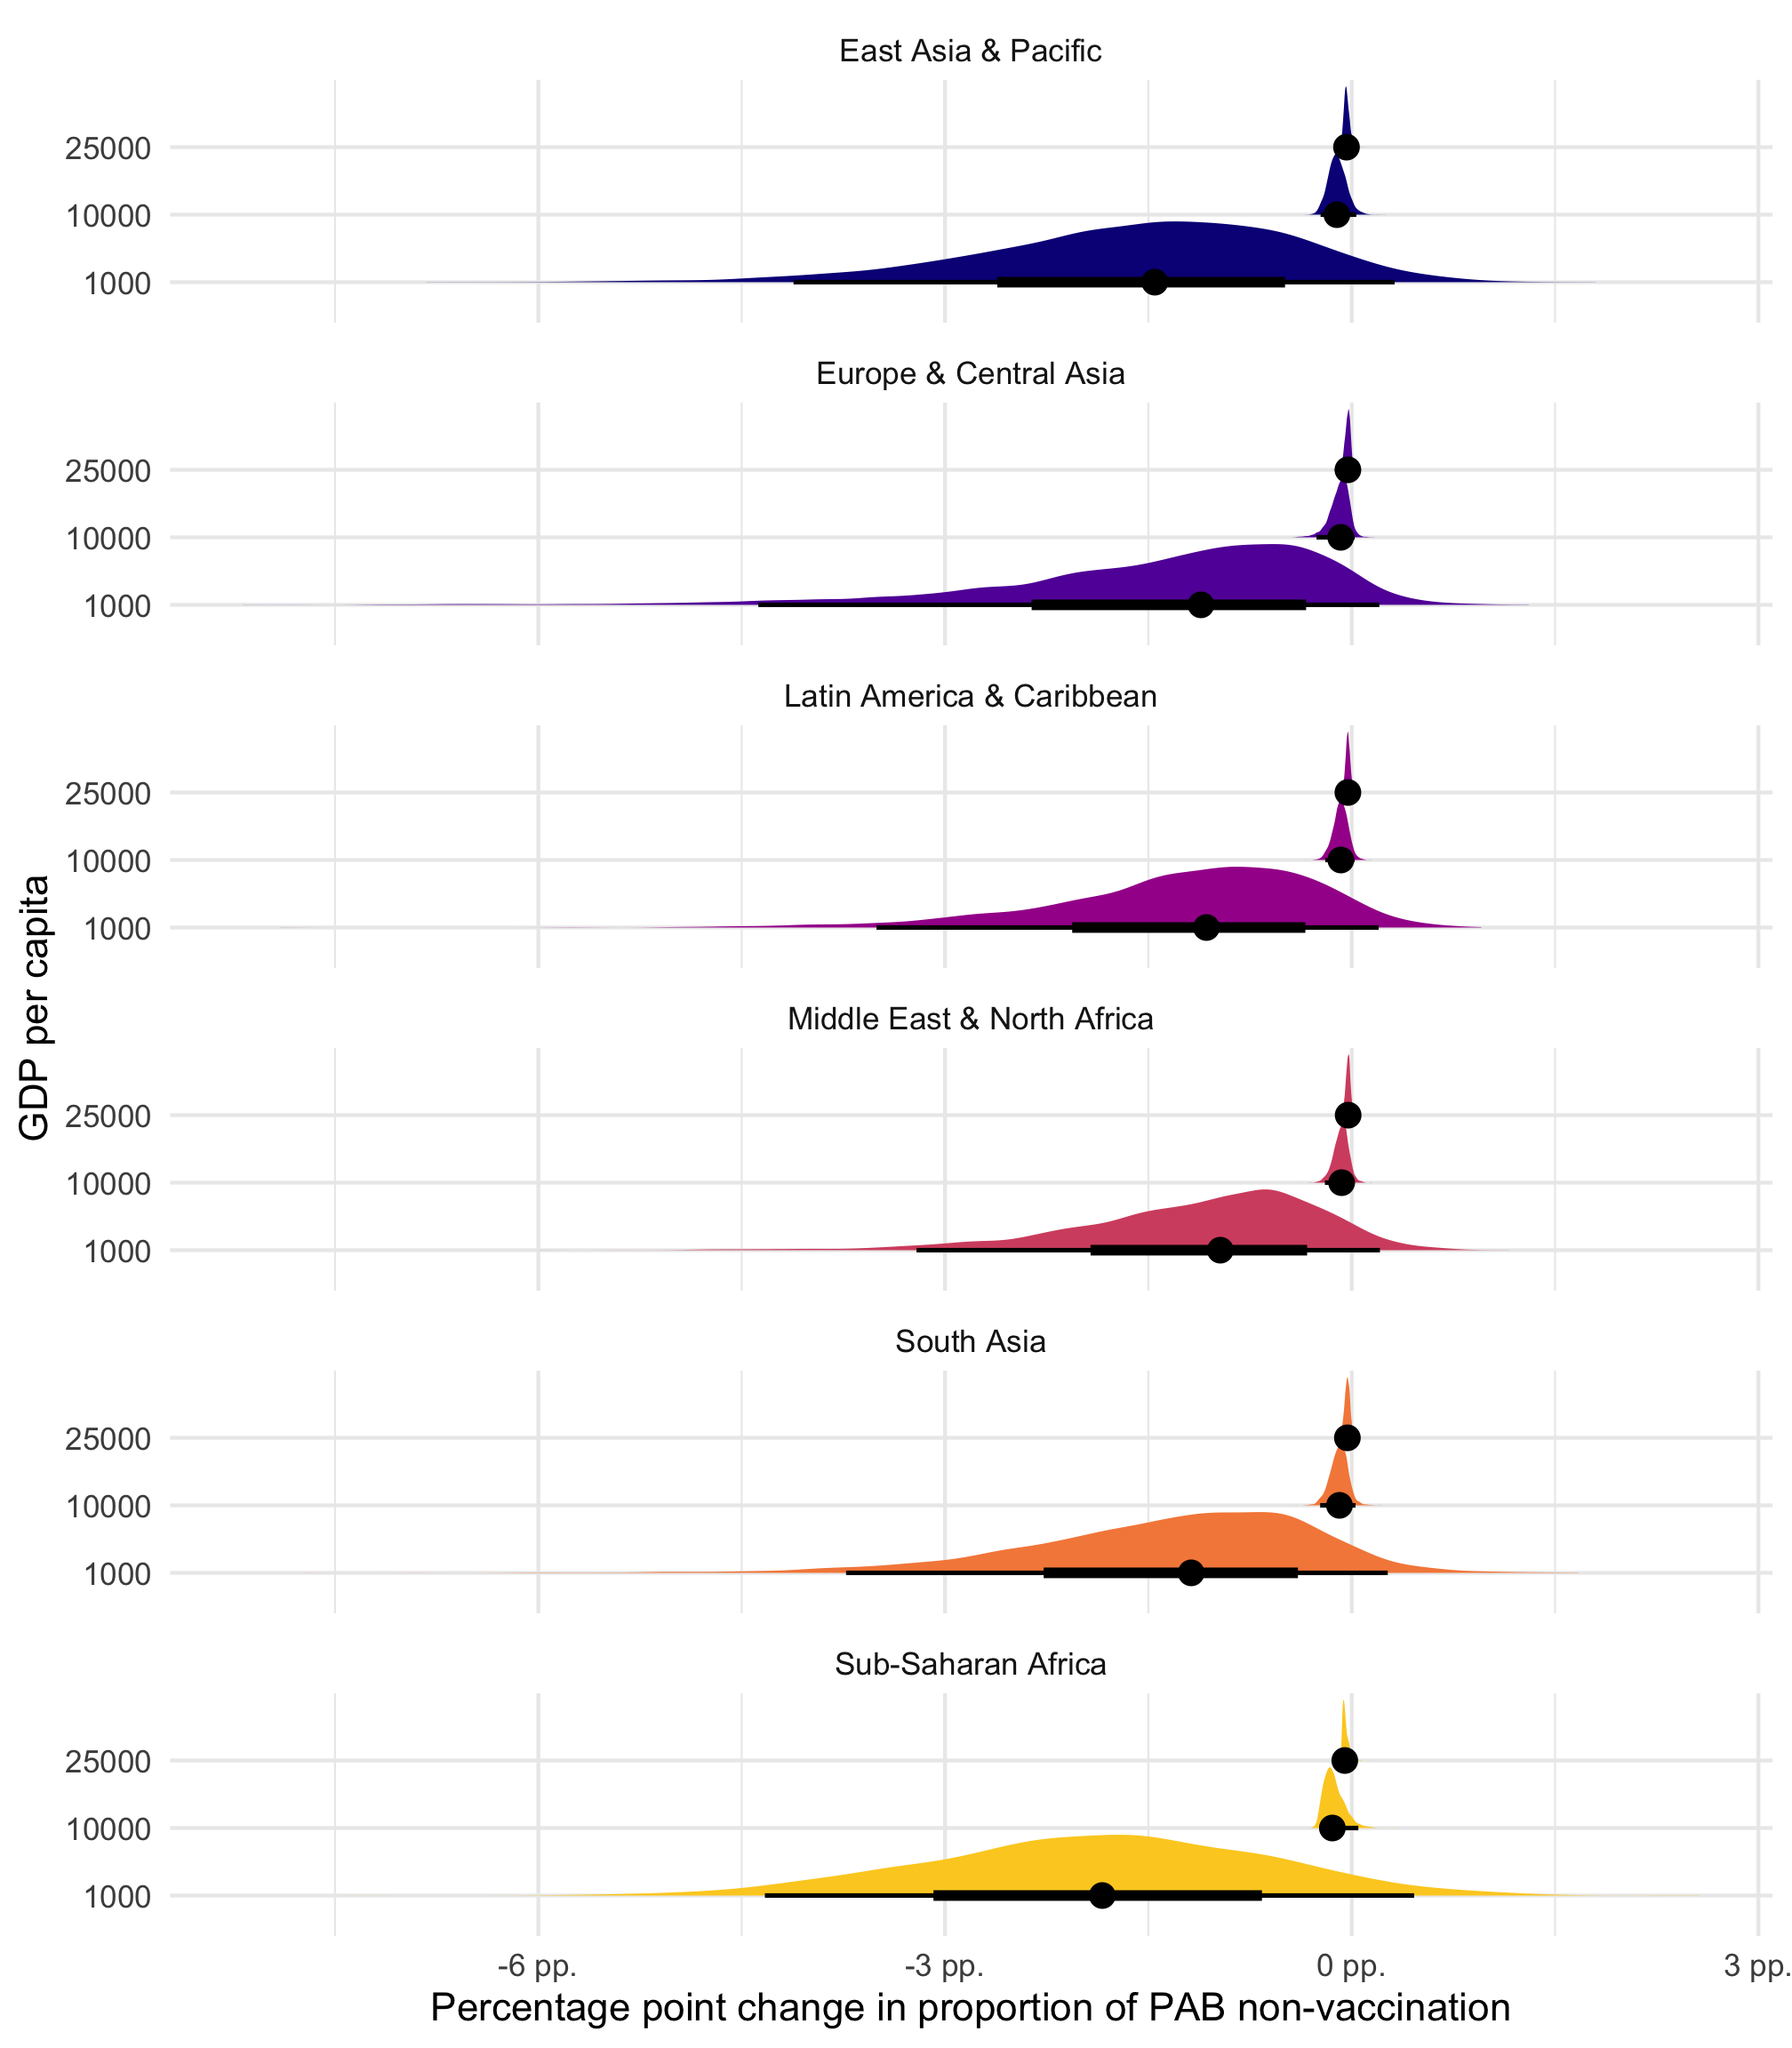 East Asia & Pacific
25000
10000
1000
Europe & Central Asia
25000
10000
1000
Latin America & Caribbean
25000
10000
1000
Middle East & North Africa
25000
10000
1000
South Asia
25000
10000
1000
Sub-Saharan Africa
25000
10000
1000
GDP per capita
-6 pp.
-3 pp.
0 pp.
3 pp.
Percentage point change in proportion of PAB non-vaccination